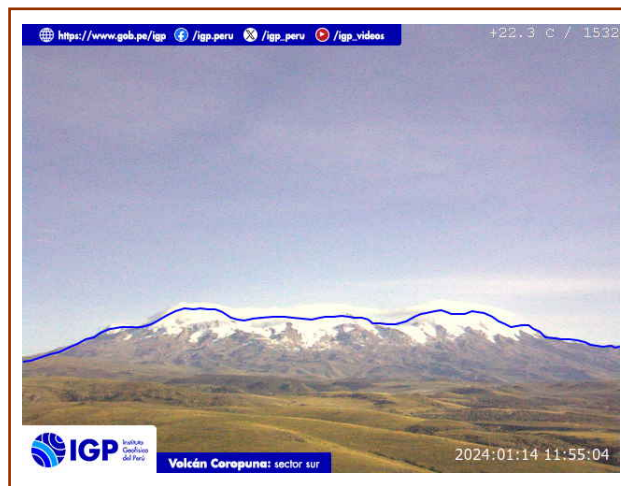 https://www.gob.pe/igp /igp.peru /igp_peru /igp_videos
+22.3 C / 1532
IGP Instituto
Geofísico
del Perú
Volcán Coropuna: sector sur
2024:01:14 11:55:04